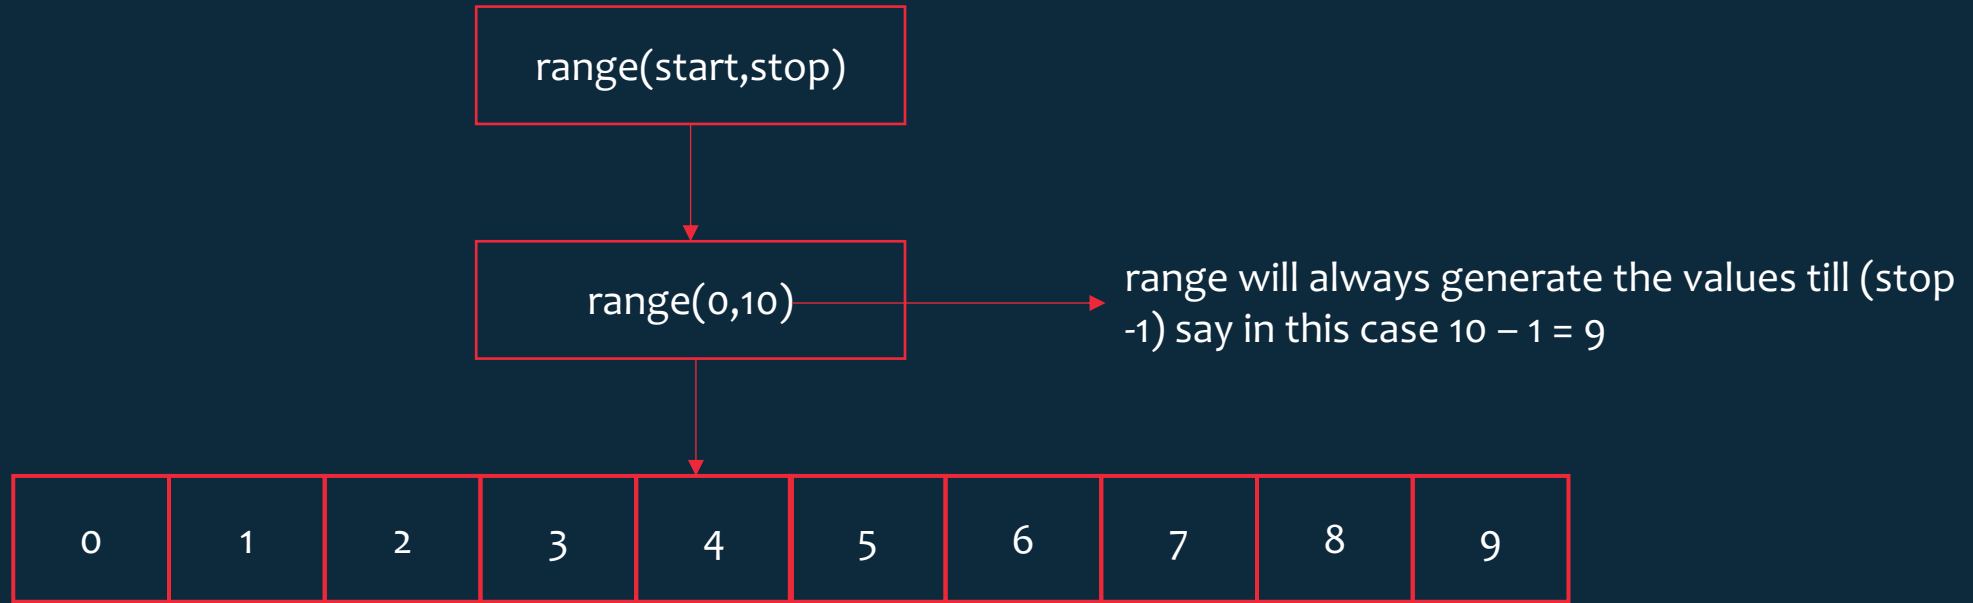 range(start,stop)
range(0,10)
range will always generate the values till (stop
-1) say in this case 10 – 1 = 9
0 1 2 3 4 5 6 7 8 9